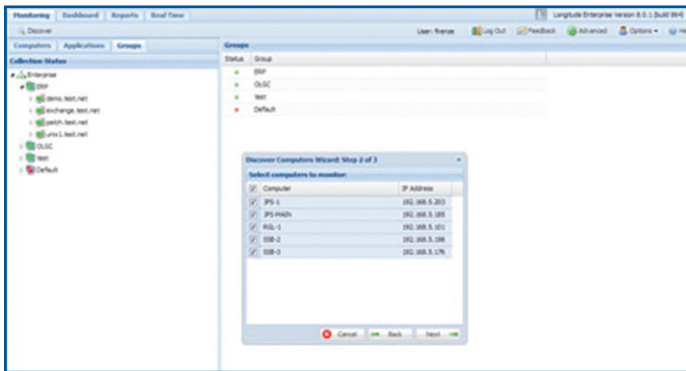 Monitoring Dashboard Reports Real Time
Longitude Enterprise Version 8.0.1 (build 864)
Discover
User:
Log Out Feedback Advanced Options
Computers Applications Groups
Groups
Collection Status
Status Group
Enterprise
ERP
demo.test.net
exchange.test.net
patch.test.net
unix1.test.net
OLGC
test
Default
ERP
OLGC
test
Default
Discover Computers Wizard: Step 2 of 3
Select computers to monitor:
Computer IP Address
JPS-1 192.168.5.203
JPS-MAIN 192.168.5.185
RGL-1 192.168.5.101
SSB-2 192.168.5.198
SSB-3 192.168.5.176
Cancel Back Next